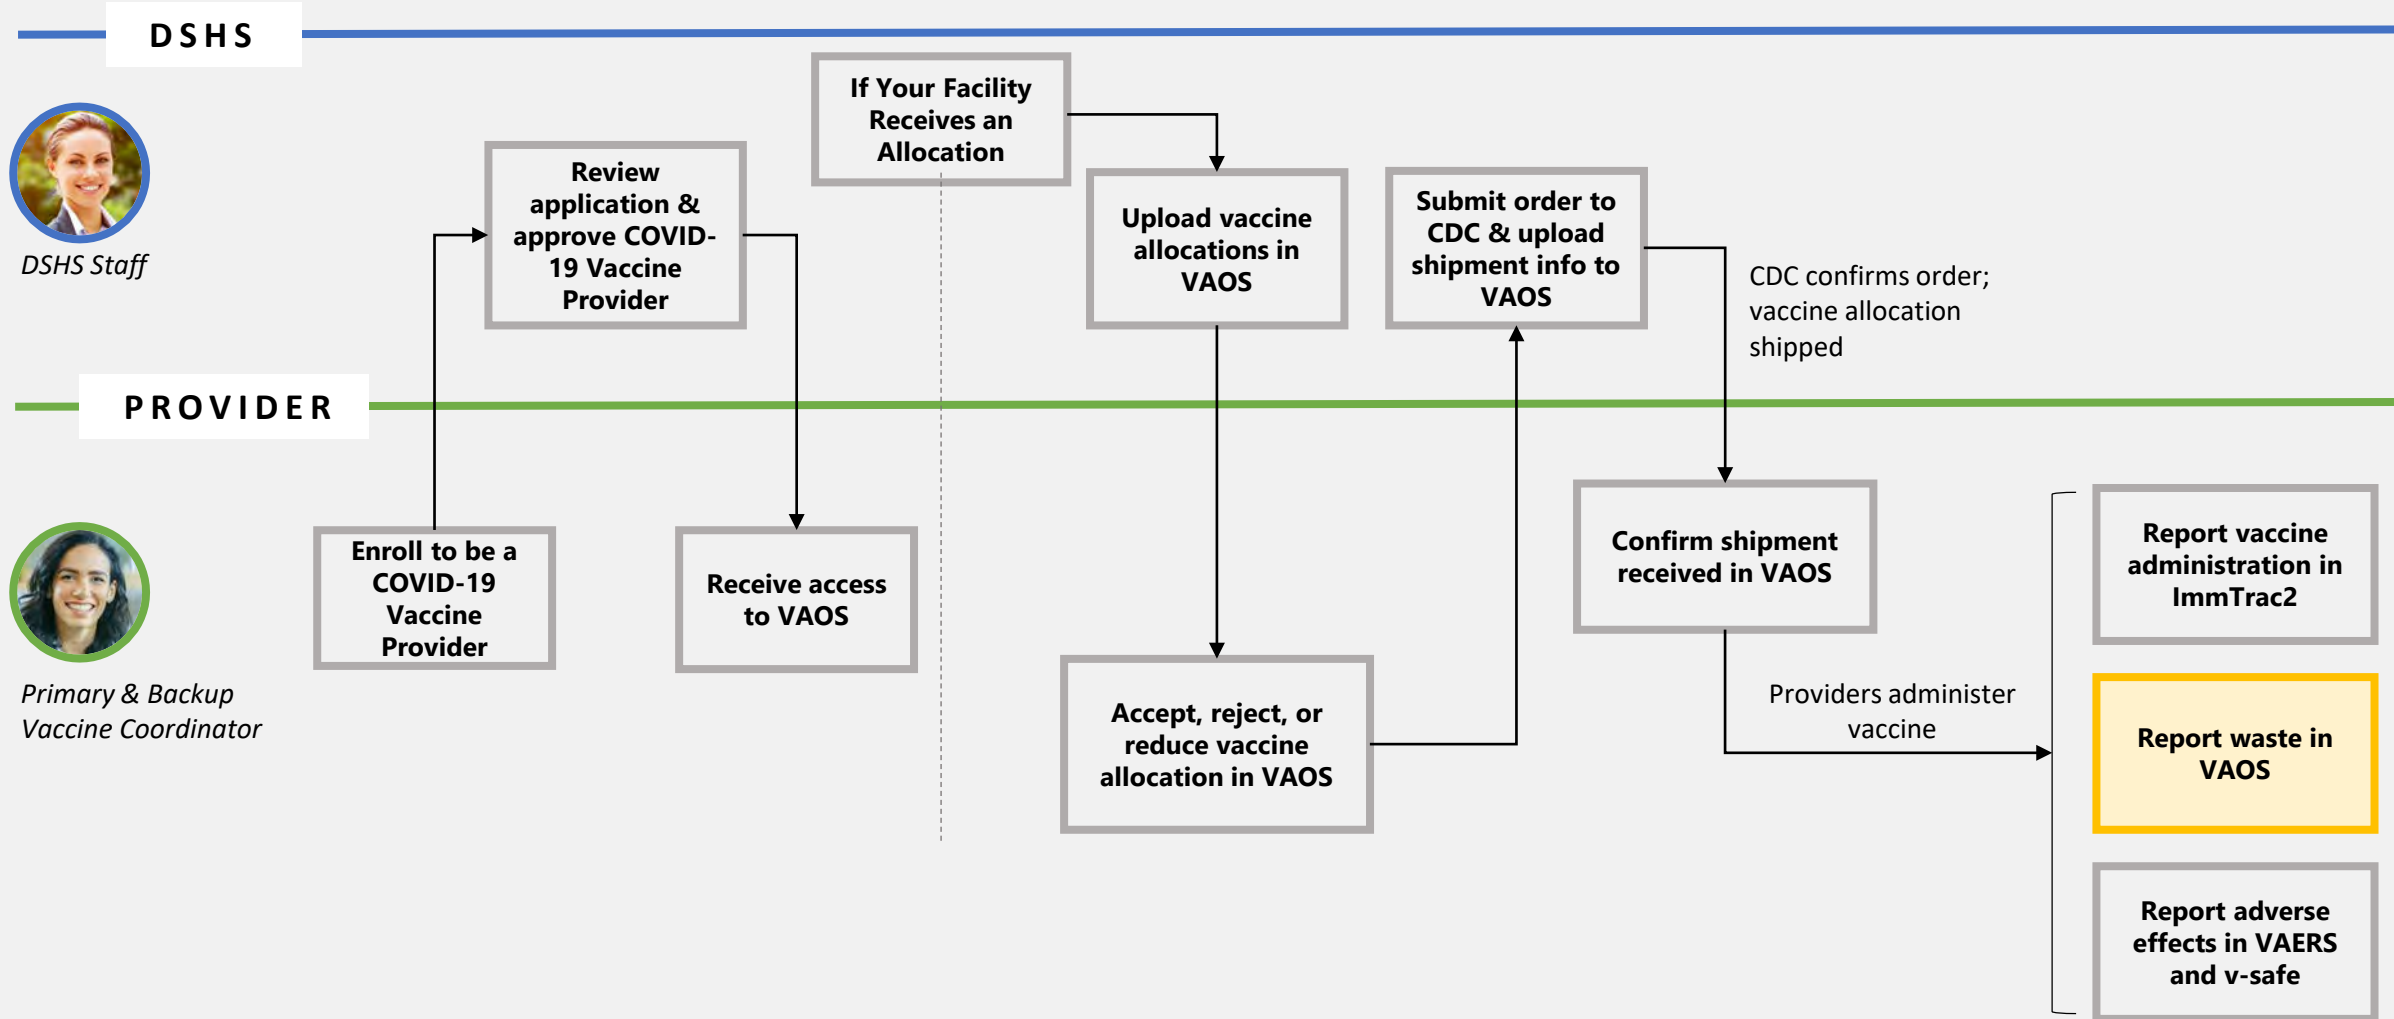 DSHS
If Your Facility
Receives an
Allocation
Review
application &
approve COVID-
19 Vaccine
Provider
Upload vaccine
allocations in
VAOS
Submit order to
CDC & upload
shipment info to
VAOS
DSHS Staff
CDC confirms order;
vaccine allocation
shipped
PROVIDER
Enroll to be a
COVID-19
Vaccine
Provider
Receive access
to VAOS
Confirm shipment
received in VAOS
Report vaccine
administration in
ImmTrac2
Primary & Backup
Vaccine Coordinator
Accept, reject, or
reduce vaccine
allocation in VAOS
Providers administer
vaccine
Report waste in
VAOS
Report adverse
effects in VAERS
and v-safe